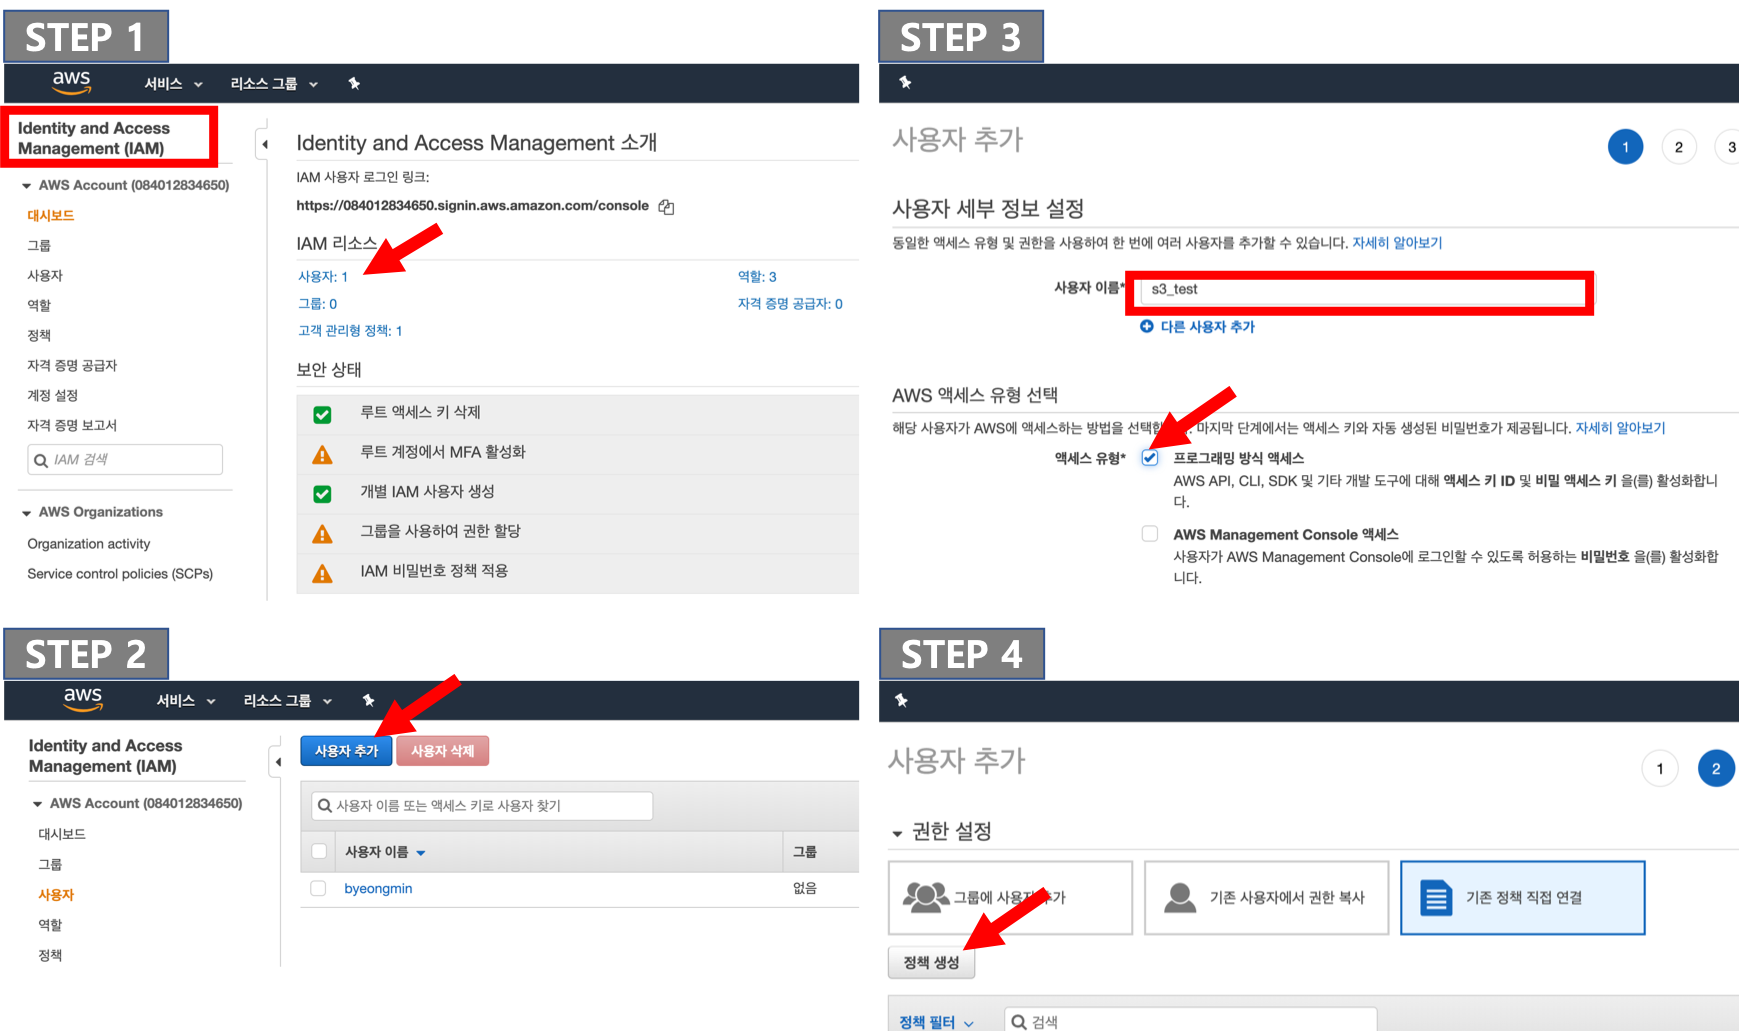 STEP 1
aws 서비스 리소스 그룹
Identity and Access
Management (IAM)
AWS Account (084012834650)
대시보드
그룹
사용자
역할
정책
자격 증명 공급자
계정 설정
자격 증명 보고서
IAM 검색
AWS Organizations
Organization activity
Service control policies (SCPs)
Identity and Access Management 소개
IAM 사용자 로그인 링크:
https://084012834650.signin.aws.amazon.com/console
IAM 리소스
사용자: 1 역할: 3
그룹: 0 자격 증명 공급자: 0
고객 관리형 정책: 1
보안 상태
루트 액세스 키 삭제
루트 계정에서 MFA 활성화
개별 IAM 사용자 생성
그룹을 사용하여 권한 할당
IAM 비밀번호 정책 적용
STEP 2
aws 서비스 리소스 그룹
Identity and Access
Management (IAM)
AWS Account (084012834650)
대시보드
그룹
사용자
역할
정책
사용자 추가 사용자 삭제
사용자 이름 또는 액세스 키로 사용자 찾기
사용자 이름 그룹
byeongmin 없음
STEP 3
사용자 추가
1 2 3
사용자 세부 정보 설정
동일한 액세스 유형 및 권한을 사용하여 한 번에 여러 사용자를 추가할 수 있습니다. 자세히 알아보기
사용자 이름* s3_test
다른 사용자 추가
AWS 액세스 유형 선택
해당 사용자가 AWS에 액세스하는 방법을 선택합 . 마지막 단계에서는 액세스 키와 자동 생성된 비밀번호가 제공됩니다. 자세히 알아보기
액세스 유형* 프로그래밍 방식 액세스
AWS API, CLI, SDK 및 기타 개발 도구에 대해 액세스 키 ID 및 비밀 액세스 키 을(를) 활성화합니
다.
AWS Management Console 액세스
사용자가 AWS Management Console에 로그인할 수 있도록 허용하는 비밀번호 을(를) 활성화합
니다.
STEP 4
사용자 추가
1 2
권한 설정
그룹에 사용자 추가 기존 사용자에서 권한 복사 기존 정책 직접 연결
정책 생성
정책 필터 검색